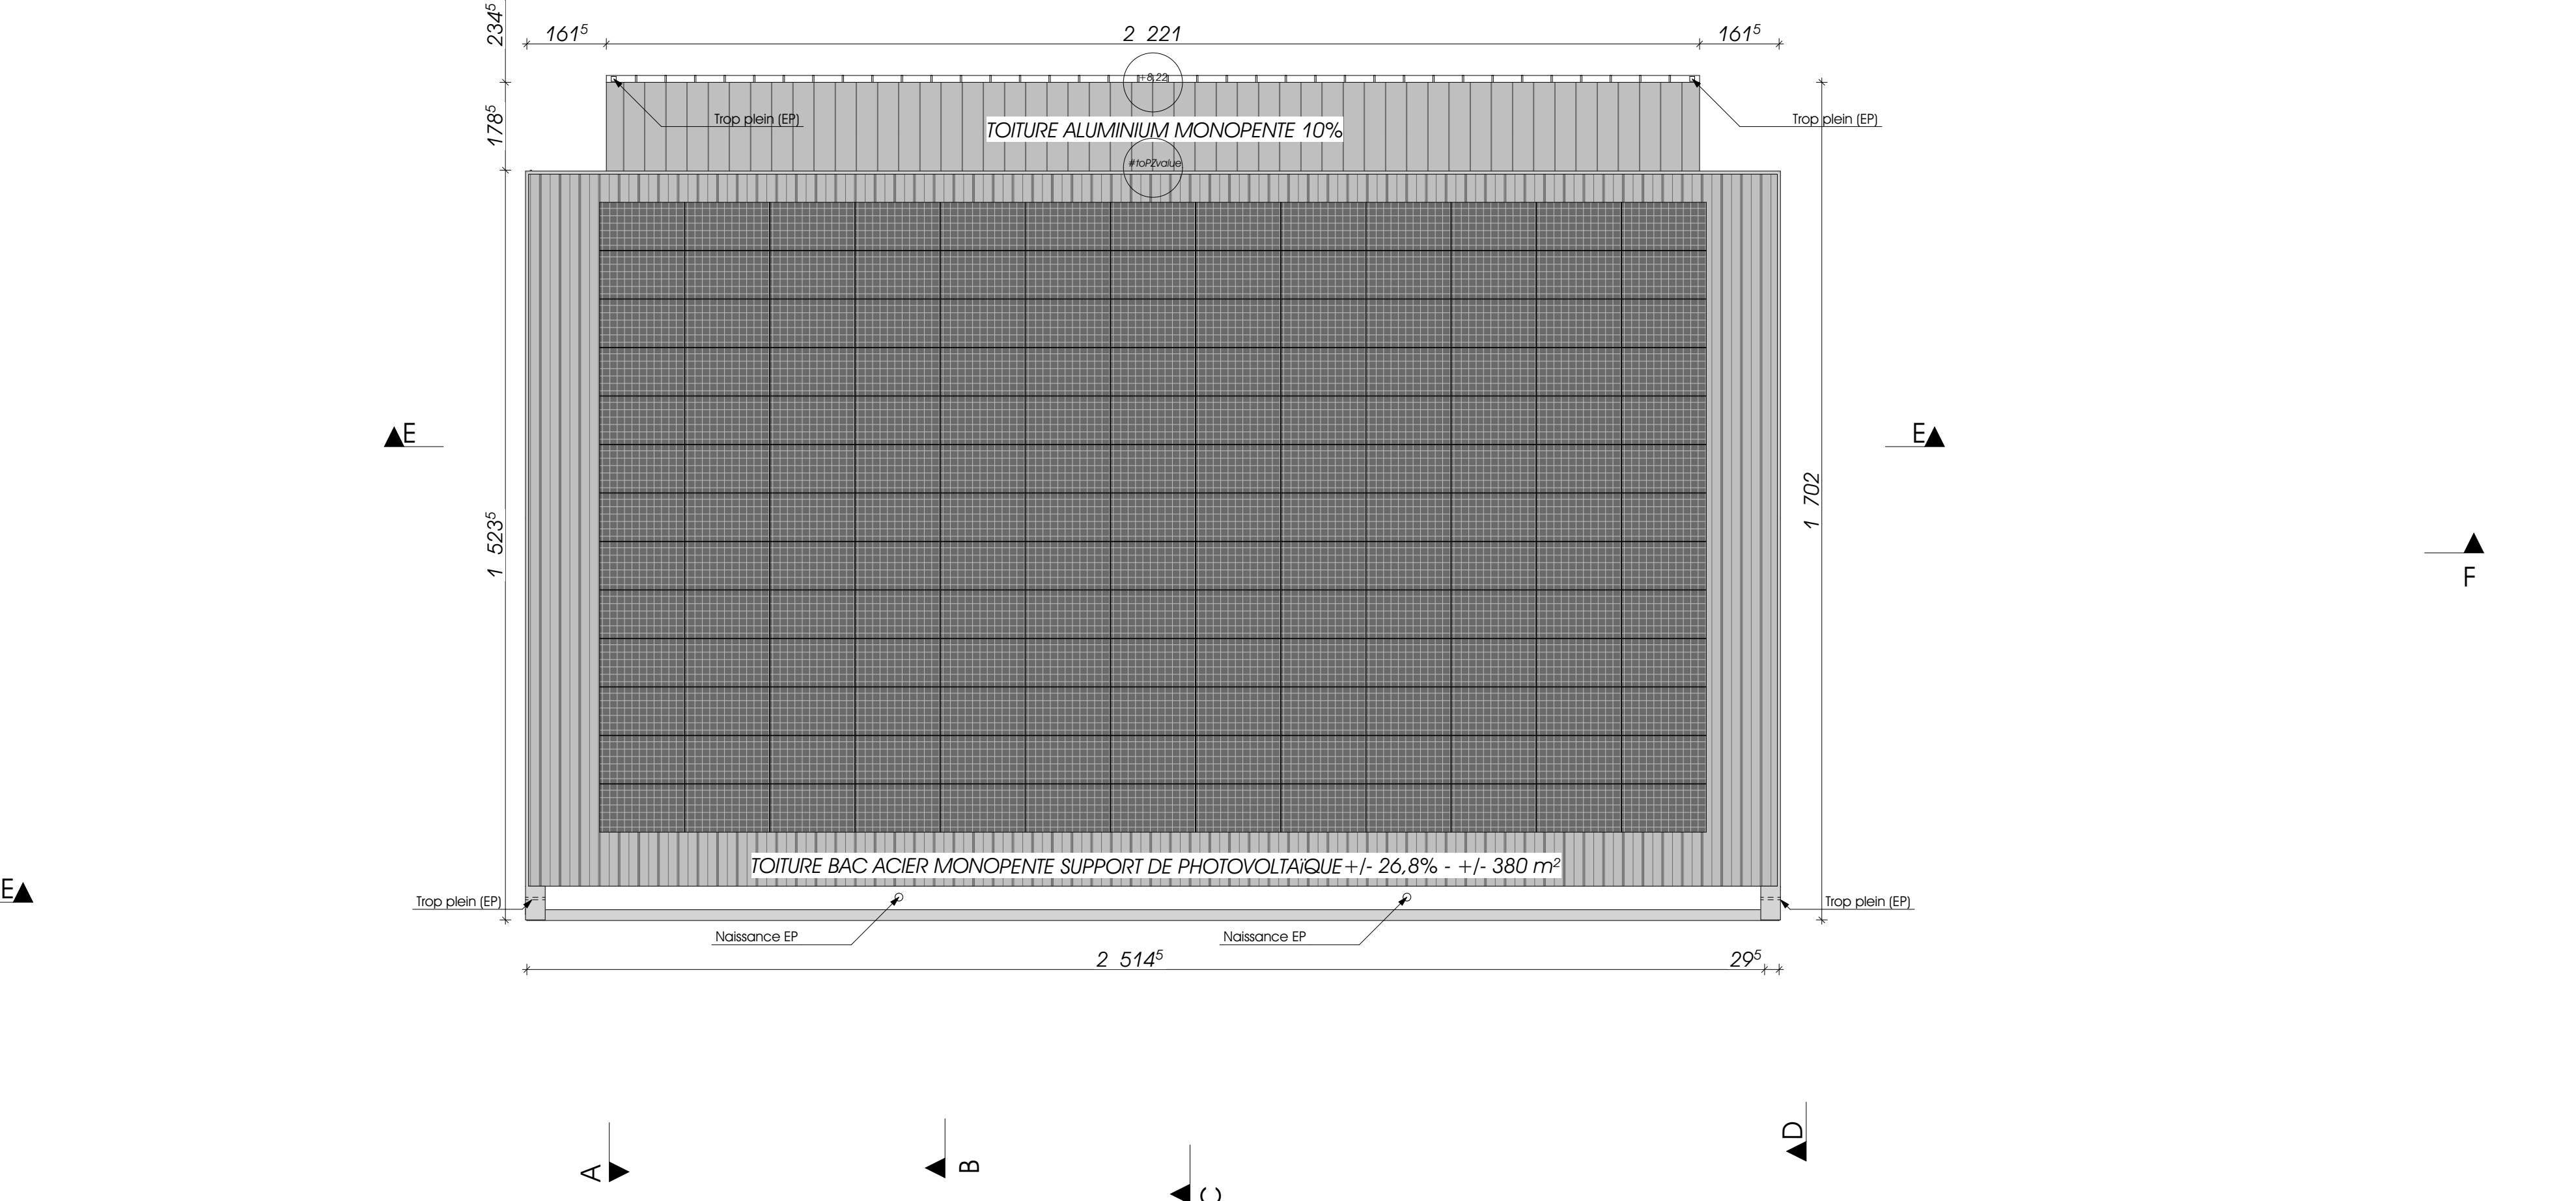 234⁵
161⁵
2 221
161⁵
+8,22
178⁵
Trop plein (EP)
TOITURE ALUMINIUM MONOPENTE 10%
Trop plein (EP)
#toPZvalue
E
E
1 702
1 523⁵
F
TOITURE BAC ACIER MONOPENTE SUPPORT DE PHOTOVOLTAïQUE+/- 26,8% - +/- 380 m²
E
Trop plein (EP)
Trop plein (EP)
Naissance EP
Naissance EP
2 514⁵
29⁵
A
B
C
D